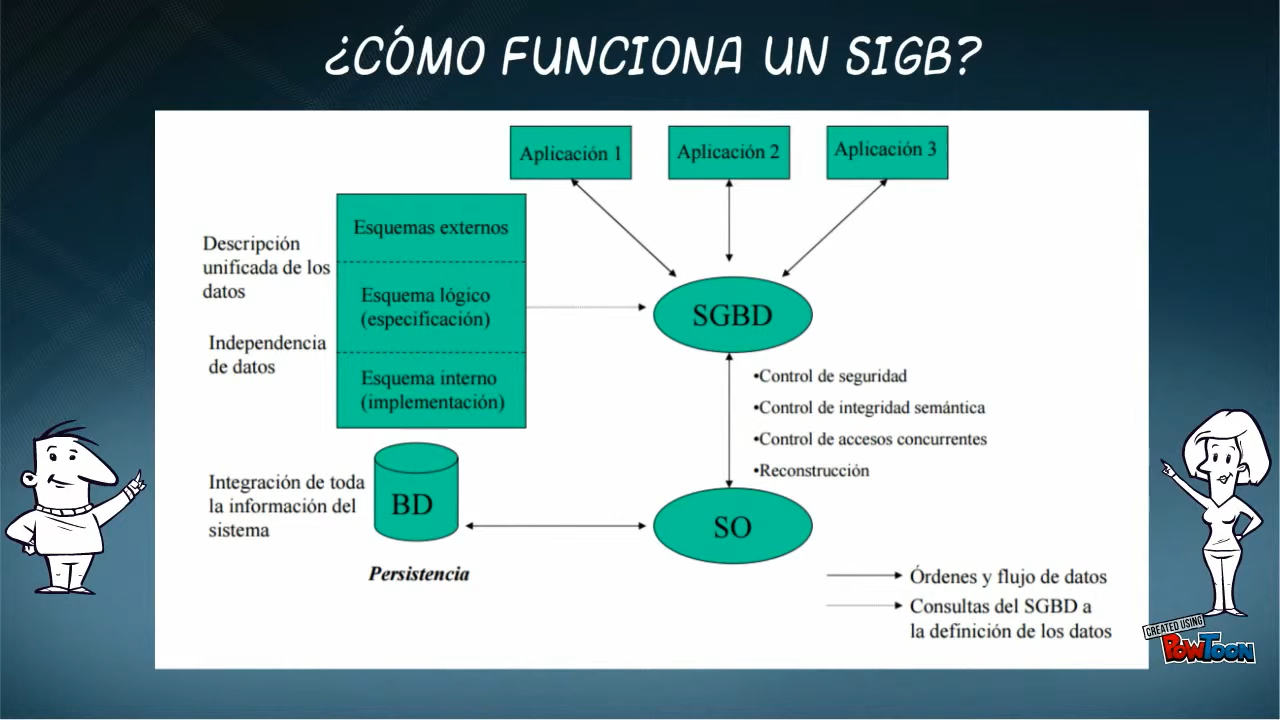 ¿CÓMO FUNCIONA UN SIGB?
Aplicación 1
Aplicación 2
Aplicación 3
Esquemas externos
Descripción
unificada de los
datos
Esquema lógico
(especificación)
SGBD
Independencia
de datos
Esquema interno
(implementación)
•Control de seguridad
•Control de integridad semántica
•Control de accesos concurrentes
•Reconstrucción
Integración de toda
la información del
sistema
BD
SO
Persistencia
Órdenes y flujo de datos
Consultas del SGBD a
la definición de los datos
CREATED USING
POWTOON